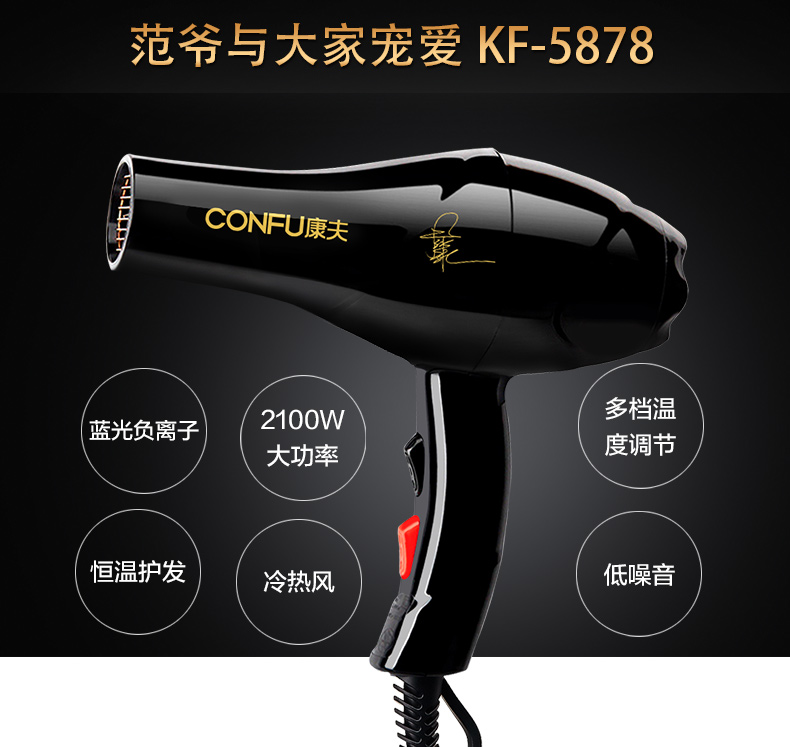 范爷与大家宠爱 KF-5878
CONFU康夫
蓝光负离子
2100W
大功率
多档温
度调节
恒温护发
冷热风
低噪音